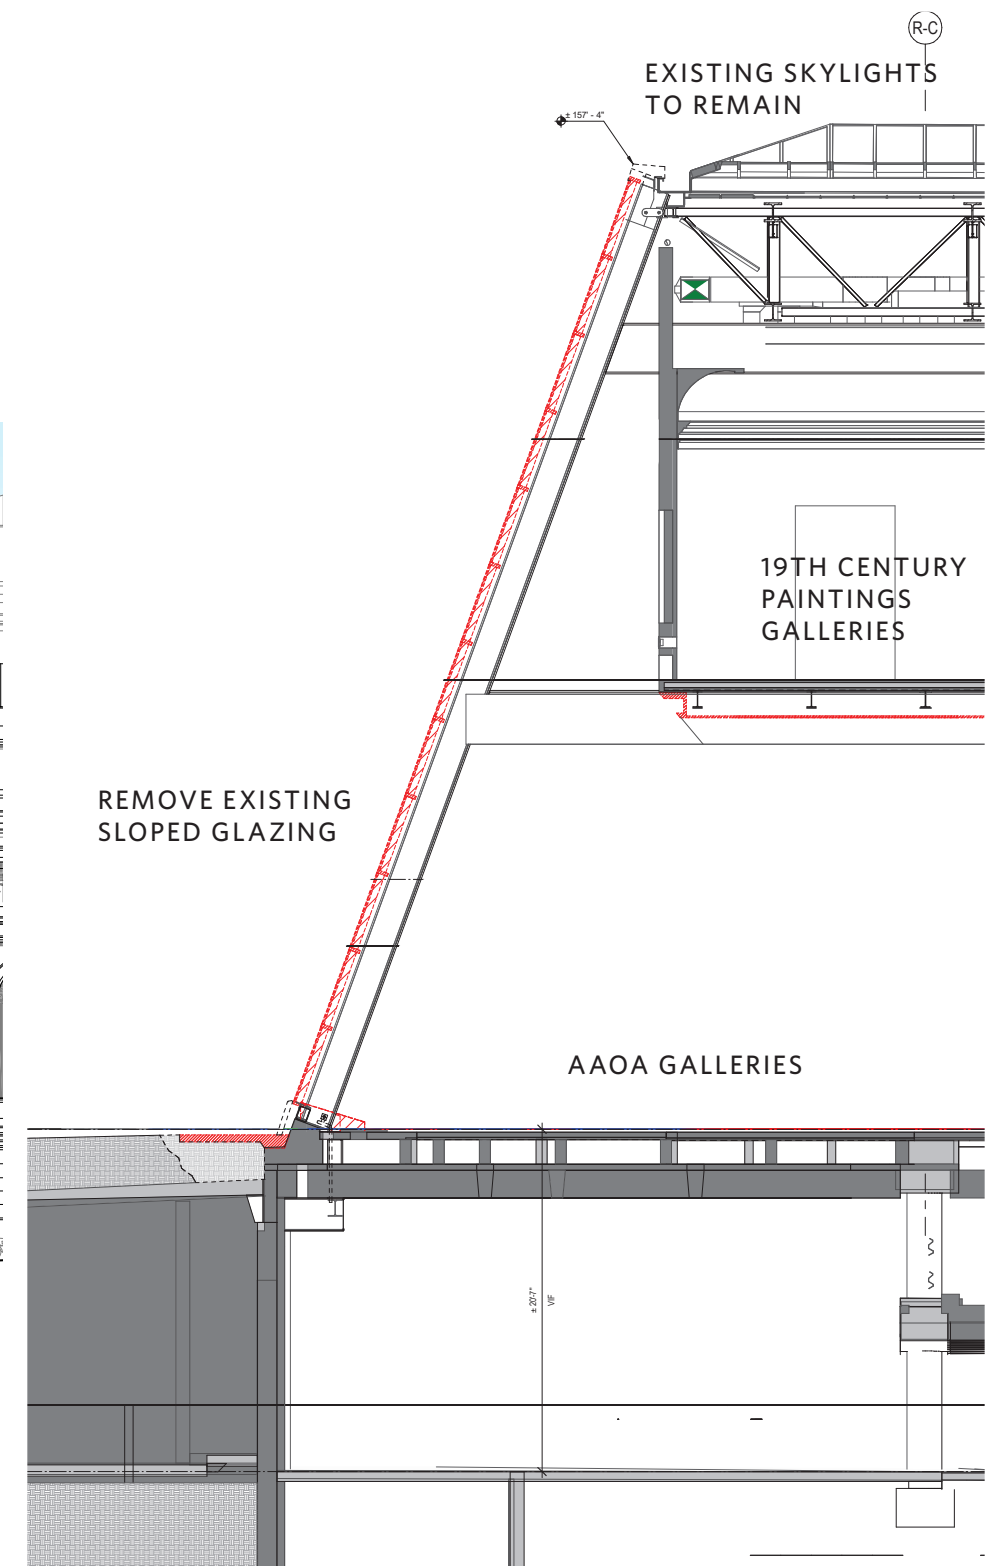 R-C
EXISTING SKYLIGHTS
TO REMAIN
± 157' - 4"
19TH CENTURY
PAINTINGS
GALLERIES
REMOVE EXISTING
SLOPED GLAZING
AAOA GALLERIES
± 20'-7"
VIF